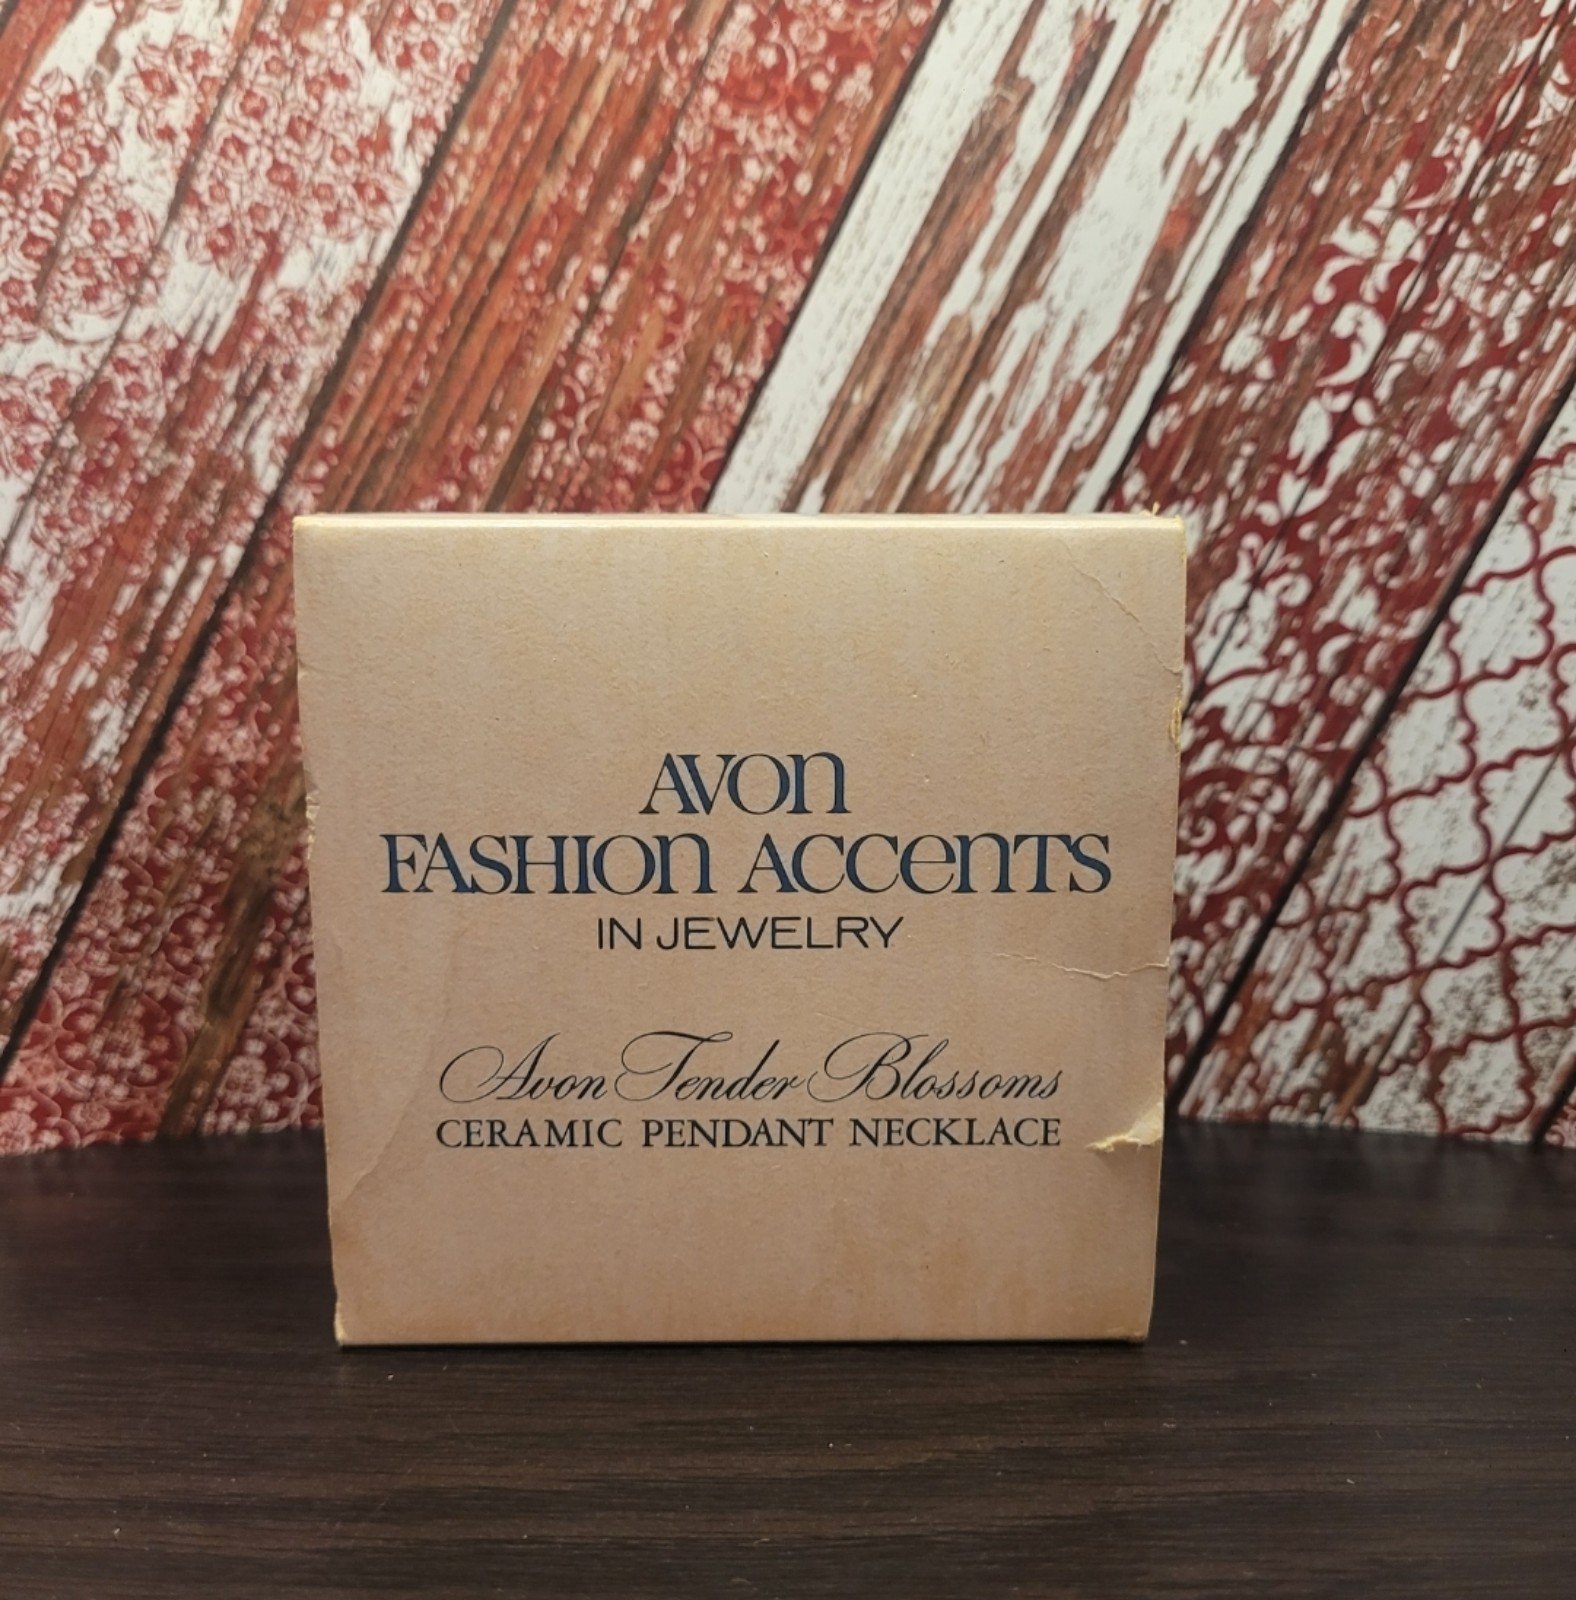 AVON
FASHION ACCENTS
IN JEWELRY
Avon Tender Blossoms
CERAMIC PENDANT NECKLACE